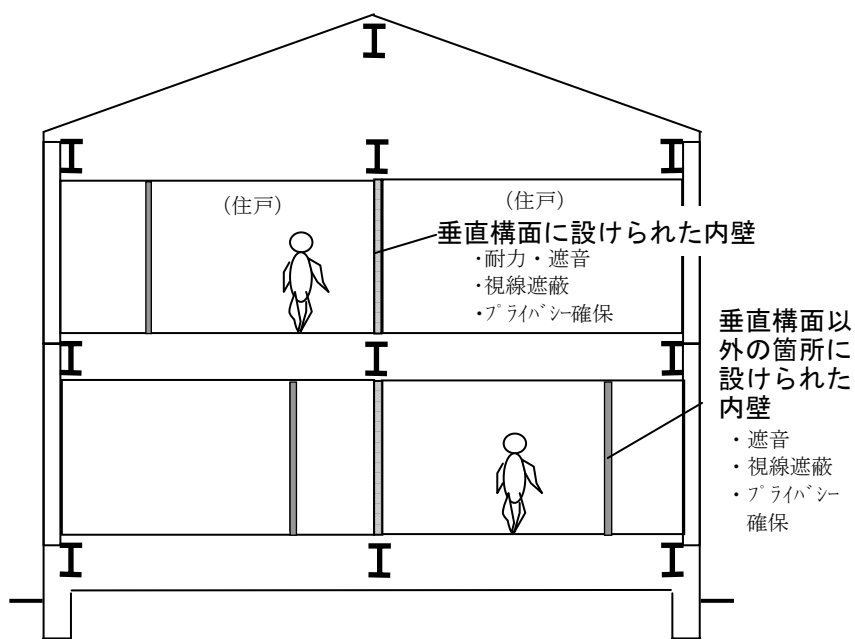 (住戸)
(住戸)
垂直構面に設けられた内壁
・耐力・遮音
・視線遮蔽
・プライバシー確保
垂直構面以
外の箇所に
設けられた
内壁
・遮音
・視線遮蔽
・プライバシー
確保